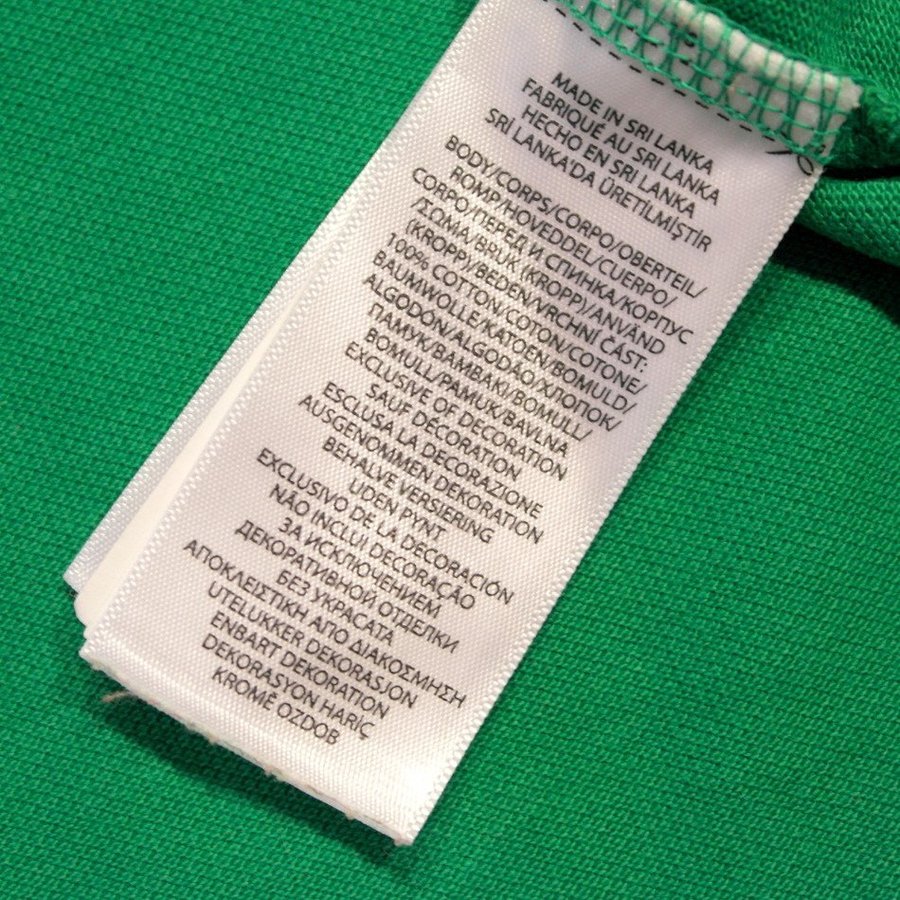 MADE IN SRI LANKA
FABRIQUÉ AU SRI LANKA
HECHO EN SRI LANKA
SRİ LANKA'DA ÜRETİLMİŞTİR
BODY/CORPS/CORPO/OBERTEIL/
ROMP/HOVEDDEL/CUERPO/
CORPO/ПЕРЕД И СПИНКА/КОРПУС
/ΣΩΜΑ/BRUK (KROPP)/ANVÄND
(KROPP)/BEDEN/VRCHNÍ ČÁST:
100% COTTON/COTON/COTONE/
BAUMWOLLE/KATOEN/BOMULD/
ALGODÓN/ALGODÃO/ХЛОПОК/
ПАМУК/ΒΑΜΒΑΚΙ/BOMULL/
BOMULL/PAMUK/BAVLNA
EXCLUSIVE OF DECORATION
SAUF DÉCORATION
ESCLUSA LA DECORAZIONE
AUSGENOMMEN DEKORATION
BEHALVE VERSIERING
UDEN PYNT
EXCLUSIVO DE LA DECORACIÓN
NÃO INCLUI DECORAÇÃO
ЗА ИСКЛЮЧЕНИЕМ
ДЕКОРАТИВНОЙ ОТДЕЛКИ
БЕЗ УКРАСАТА
ΑΠΟΚΛΕΙΣΤΙΚΗ ΑΠΟ ΔΙΑΚΟΣΜΗΣΗ
UTELUKKER DEKORASJON
ENBART DEKORATION
DEKORASYON HARİÇ
KROMĚ OZDOB